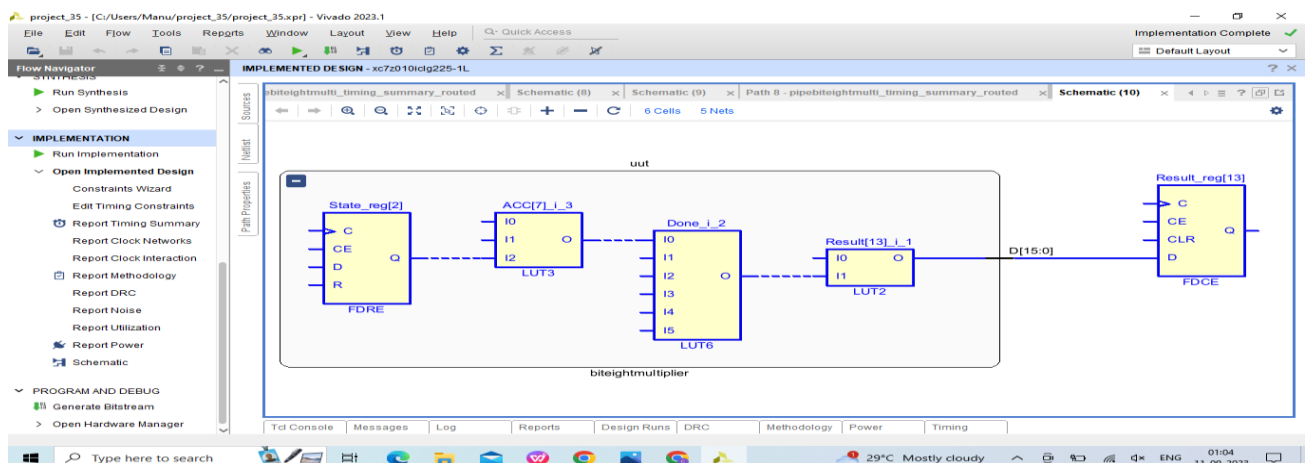 project_35 - [C:/Users/Manu/project_35/project_35.xpr] - Vivado 2023.1
File Edit Flow Tools Reports Window Layout View Help Quick Access
Implementation Complete
Default Layout
Flow Navigator
IMPLEMENTED DESIGN - xc7z010iclg225-1L
SYNTHESIS
Run Synthesis
Open Synthesized Design
IMPLEMENTATION
Run Implementation
Open Implemented Design
Constraints Wizard
Edit Timing Constraints
Report Timing Summary
Report Clock Networks
Report Clock Interaction
Report Methodology
Report DRC
Report Noise
Report Utilization
Report Power
Schematic
PROGRAM AND DEBUG
Generate Bitstream
Open Hardware Manager
Sources
Netlist
Path Properties
ebiteightmulti_timing_summary_routed Schematic (8) Schematic (9) Path 8 - pipebiteightmulti_timing_summary_routed Schematic (10)
6 Cells 5 Nets
uut
State_reg[2]
C
CE
D
R
Q
FDRE
ACC[7]_i_3
I0
I1
I2
O
LUT3
Done_i_2
I0
I1
I2
I3
I4
I5
O
LUT6
Result[13]_i_1
I0
I1
O
LUT2
D[15:0]
Result_reg[13]
C
CE
CLR
D
Q
FDCE
biteightmultiplier
Tcl Console Messages Log Reports Design Runs DRC Methodology Power Timing
Type here to search
29°C Mostly cloudy
ENG
01:04
11-09-2023